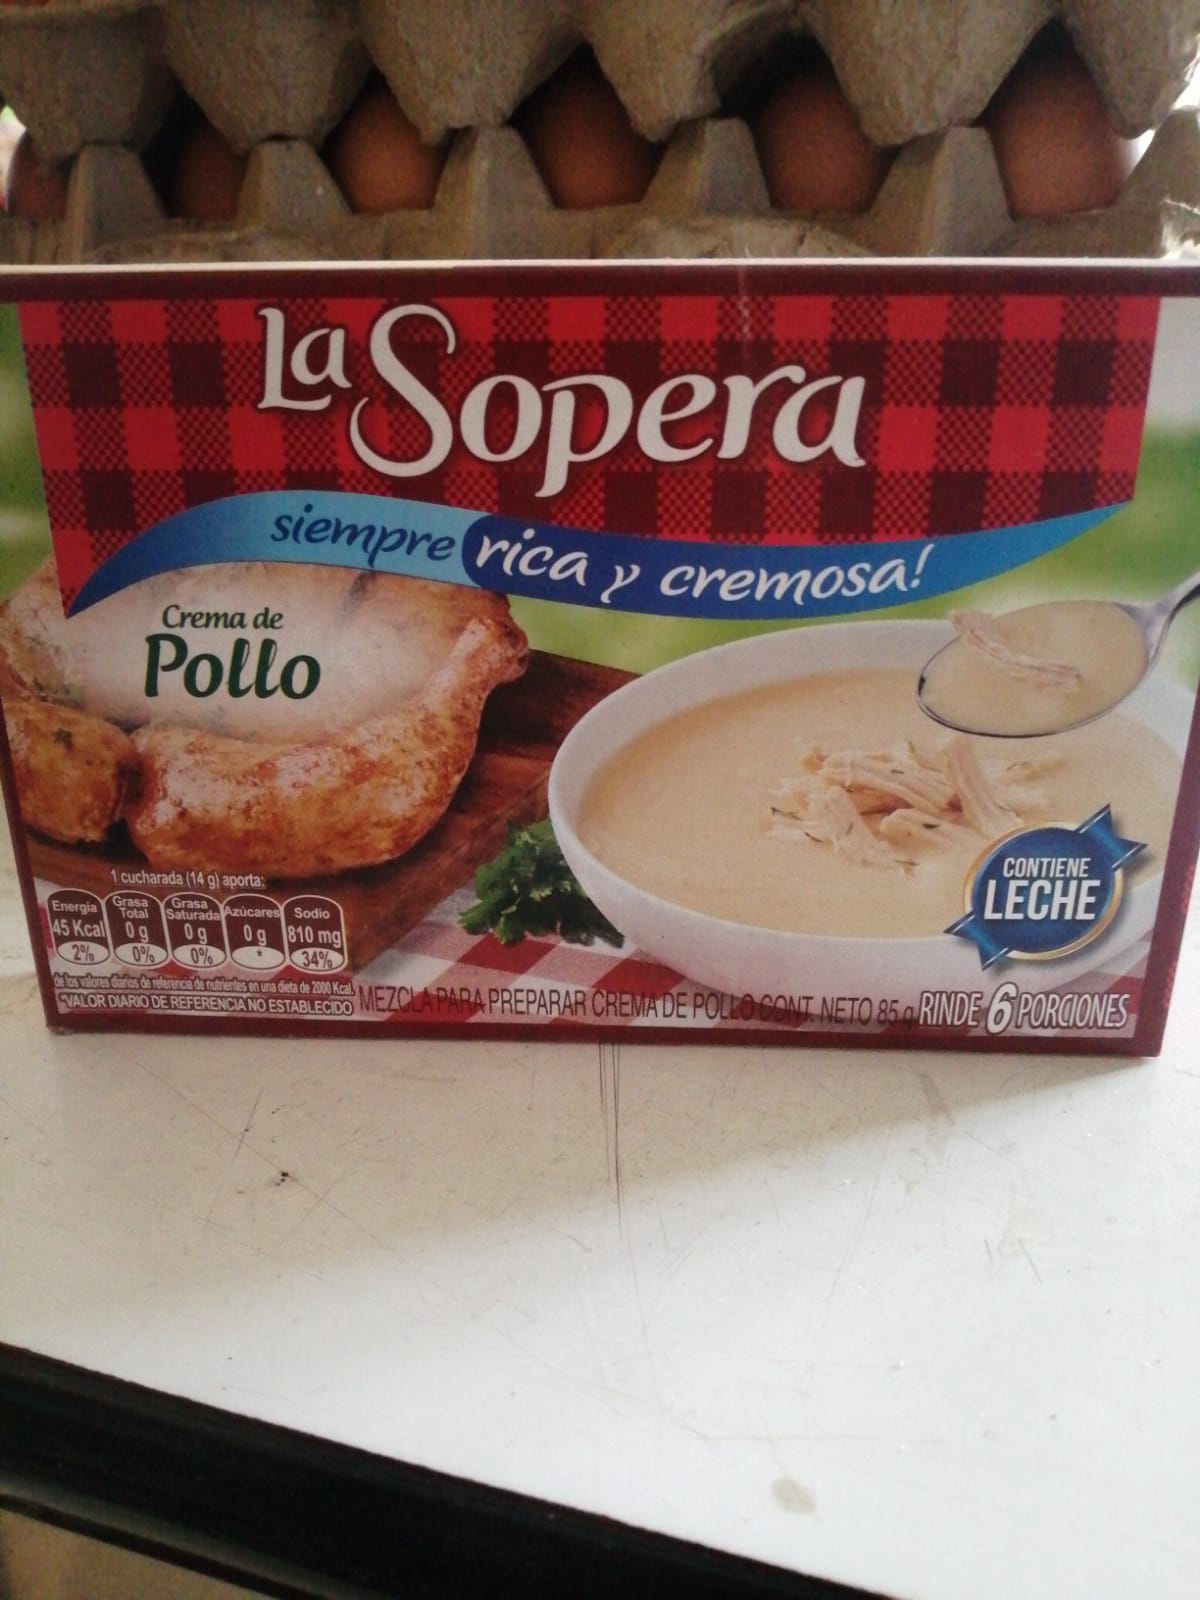 La Sopera
siempre rica y cremosa!
Crema de
Pollo
CONTIENE
LECHE
1 cucharada (14 g) aporta:
Energía 45 Kcal 2%
Grasa Total 0 g 0%
Grasa Saturada 0 g 0%
Azúcares 0 g *
Sodio 810 mg 34%
de los valores diarios de referencia de nutrientes en una dieta de 2000 Kcal.
*VALOR DIARIO DE REFERENCIA NO ESTABLECIDO
MEZCLA PARA PREPARAR CREMA DE POLLO CONT. NETO 85 g RINDE 6 PORCIONES